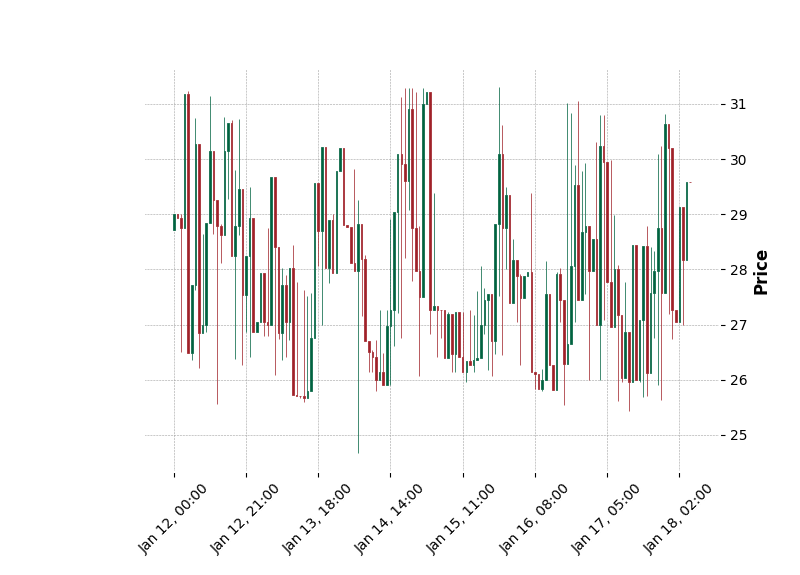 31
30
29
28
27
26
25
Price
Jan 12, 00:00
Jan 12, 21:00
Jan 13, 18:00
Jan 14, 14:00
Jan 15, 11:00
Jan 16, 08:00
Jan 17, 05:00
Jan 18, 02:00